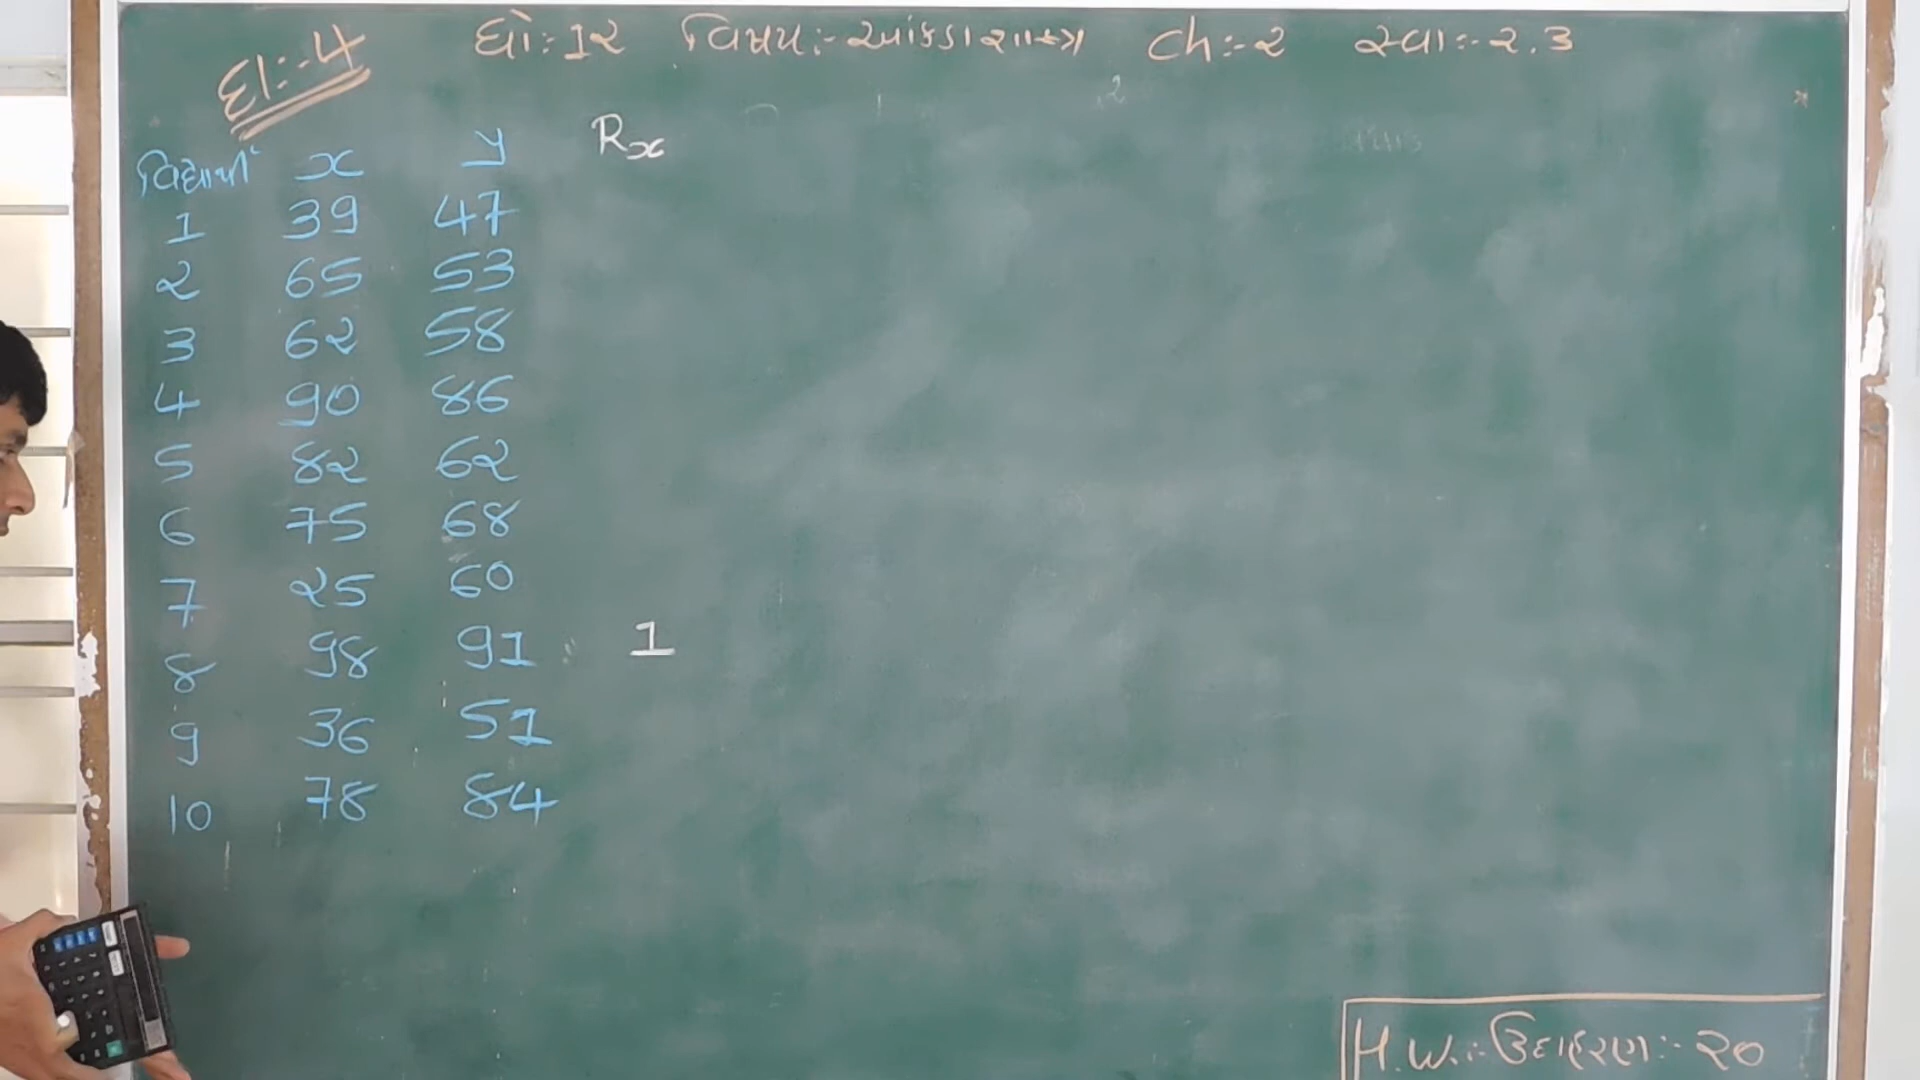 દા:-4 ધો:-12 વિષય:-આંકડાશાસ્ત્ર Ch:-2 સ્વા:-2.3
વિદ્યાર્થી x y Rx
1 39 47
2 65 53
3 62 58
4 90 86
5 82 62
6 75 68
7 25 60
8 98 91 1
9 36 51
10 78 84
H.W.:-ઉદાહરણ:-20